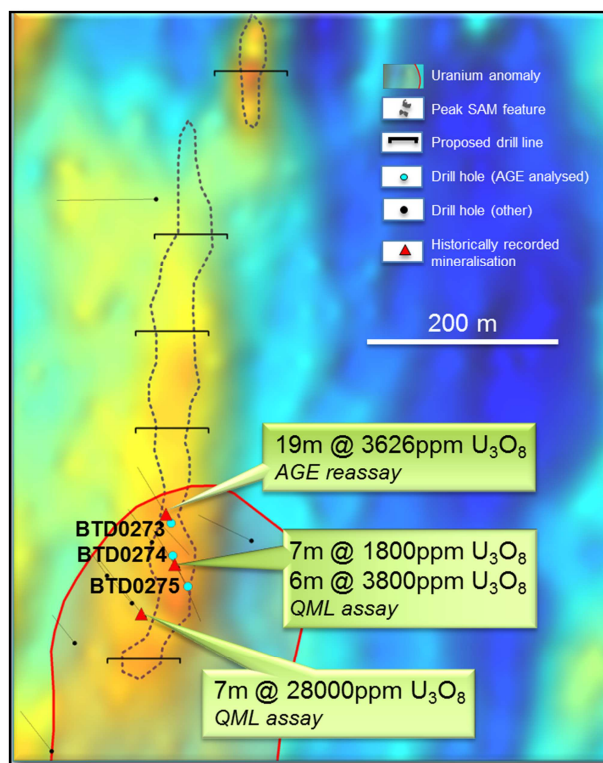 Uranium anomaly
Peak SAM feature
Proposed drill line
Drill hole (AGE analysed)
Drill hole (other)
Historically recorded
mineralisation
200 m
19m @ 3626ppm U₃O₈
AGE reassay
BTD0273
BTD0274
BTD0275
7m @ 1800ppm U₃O₈
6m @ 3800ppm U₃O₈
QML assay
7m @ 28000ppm U₃O₈
QML assay